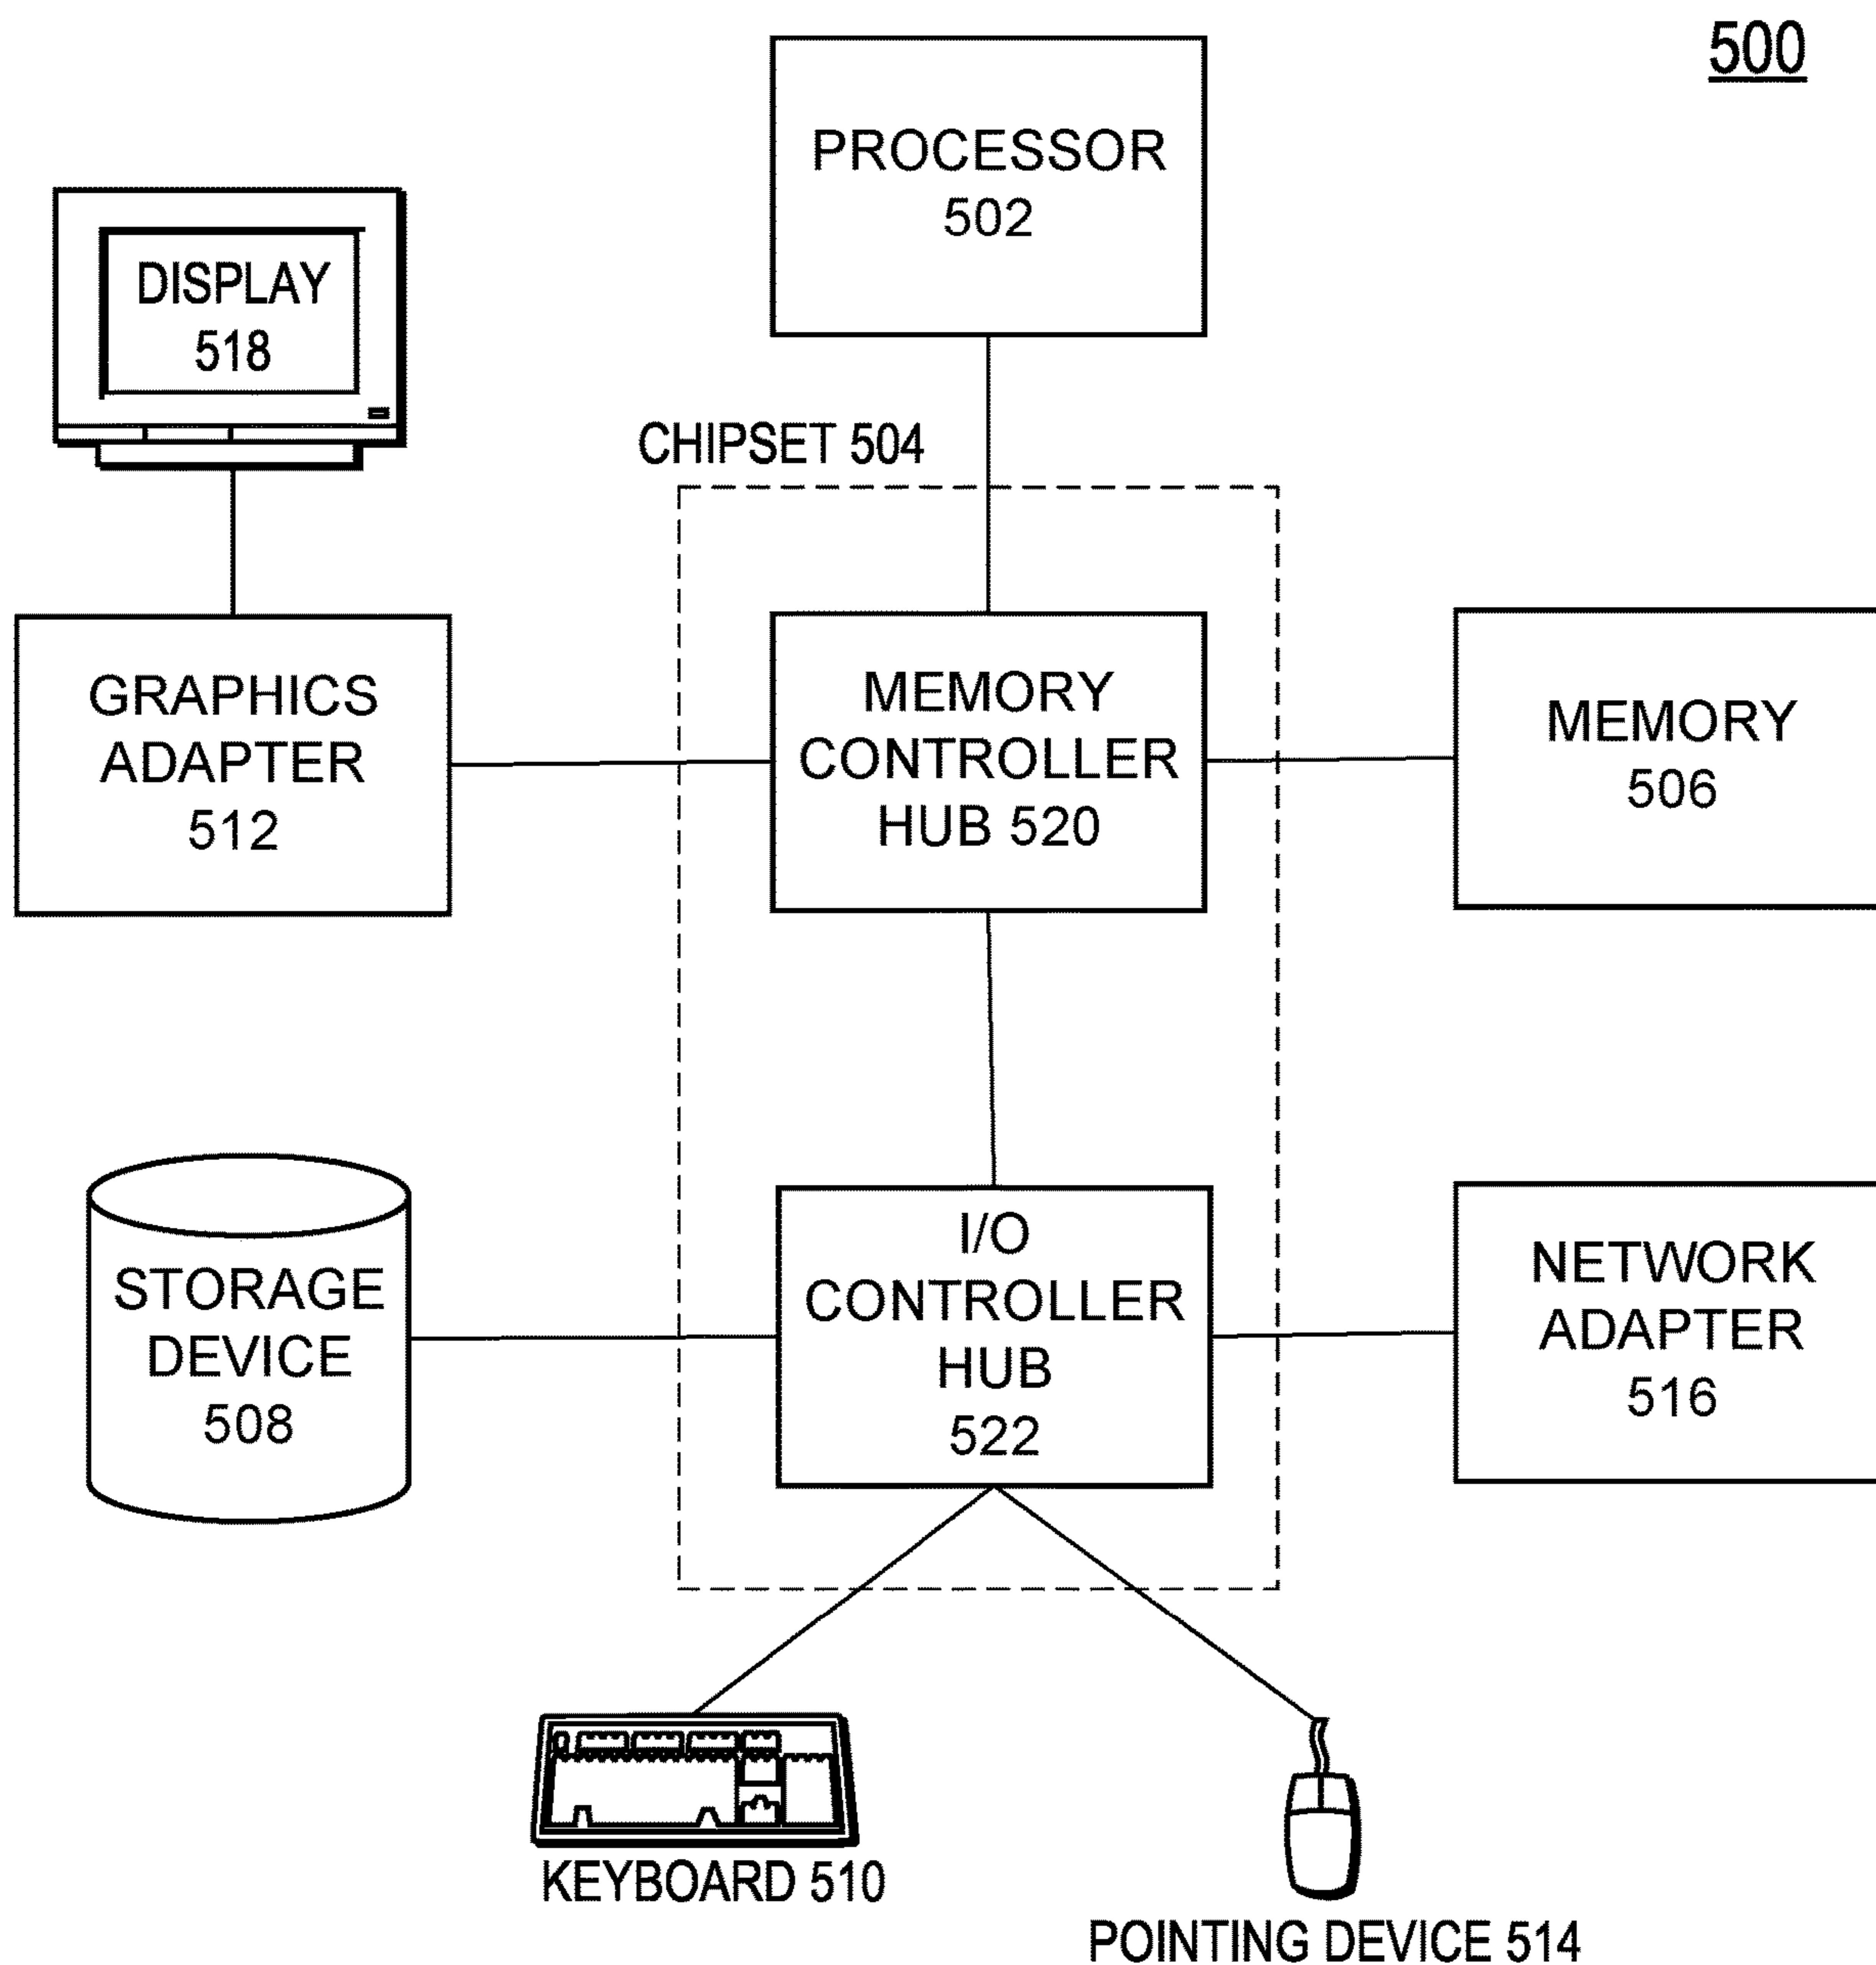 500
PROCESSOR
502
DISPLAY
518
CHIPSET 504
GRAPHICS
ADAPTER
512
MEMORY
CONTROLLER
HUB 520
MEMORY
506
STORAGE
DEVICE
508
I/O
CONTROLLER
HUB
522
NETWORK
ADAPTER
516
KEYBOARD 510
POINTING DEVICE 514